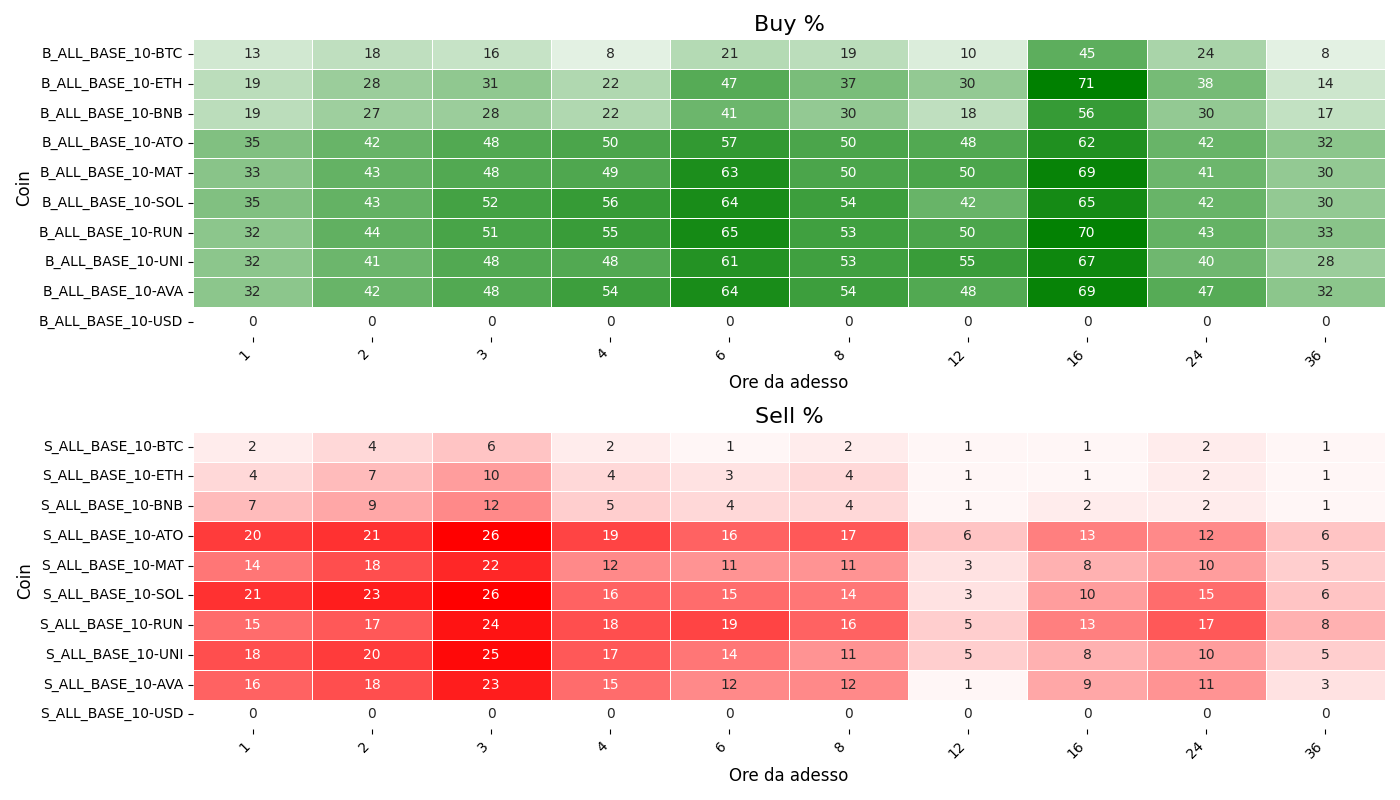 Buy %
B_ALL_BASE_10-BTC 13 18 16 8 21 19 10 45 24 8
B_ALL_BASE_10-ETH 19 28 31 22 47 37 30 71 38 14
B_ALL_BASE_10-BNB 19 27 28 22 41 30 18 56 30 17
B_ALL_BASE_10-ATO 35 42 48 50 57 50 48 62 42 32
B_ALL_BASE_10-MAT 33 43 48 49 63 50 50 69 41 30
B_ALL_BASE_10-SOL 35 43 52 56 64 54 42 65 42 30
B_ALL_BASE_10-RUN 32 44 51 55 65 53 50 70 43 33
B_ALL_BASE_10-UNI 32 41 48 48 61 53 55 67 40 28
B_ALL_BASE_10-AVA 32 42 48 54 64 54 48 69 47 32
B_ALL_BASE_10-USD 0 0 0 0 0 0 0 0 0 0
Coin
1 2 3 4 6 8 12 16 24 36
Ore da adesso
Sell %
S_ALL_BASE_10-BTC 2 4 6 2 1 2 1 1 2 1
S_ALL_BASE_10-ETH 4 7 10 4 3 4 1 1 2 1
S_ALL_BASE_10-BNB 7 9 12 5 4 4 1 2 2 1
S_ALL_BASE_10-ATO 20 21 26 19 16 17 6 13 12 6
S_ALL_BASE_10-MAT 14 18 22 12 11 11 3 8 10 5
S_ALL_BASE_10-SOL 21 23 26 16 15 14 3 10 15 6
S_ALL_BASE_10-RUN 15 17 24 18 19 16 5 13 17 8
S_ALL_BASE_10-UNI 18 20 25 17 14 11 5 8 10 5
S_ALL_BASE_10-AVA 16 18 23 15 12 12 1 9 11 3
S_ALL_BASE_10-USD 0 0 0 0 0 0 0 0 0 0
Coin
1 2 3 4 6 8 12 16 24 36
Ore da adesso